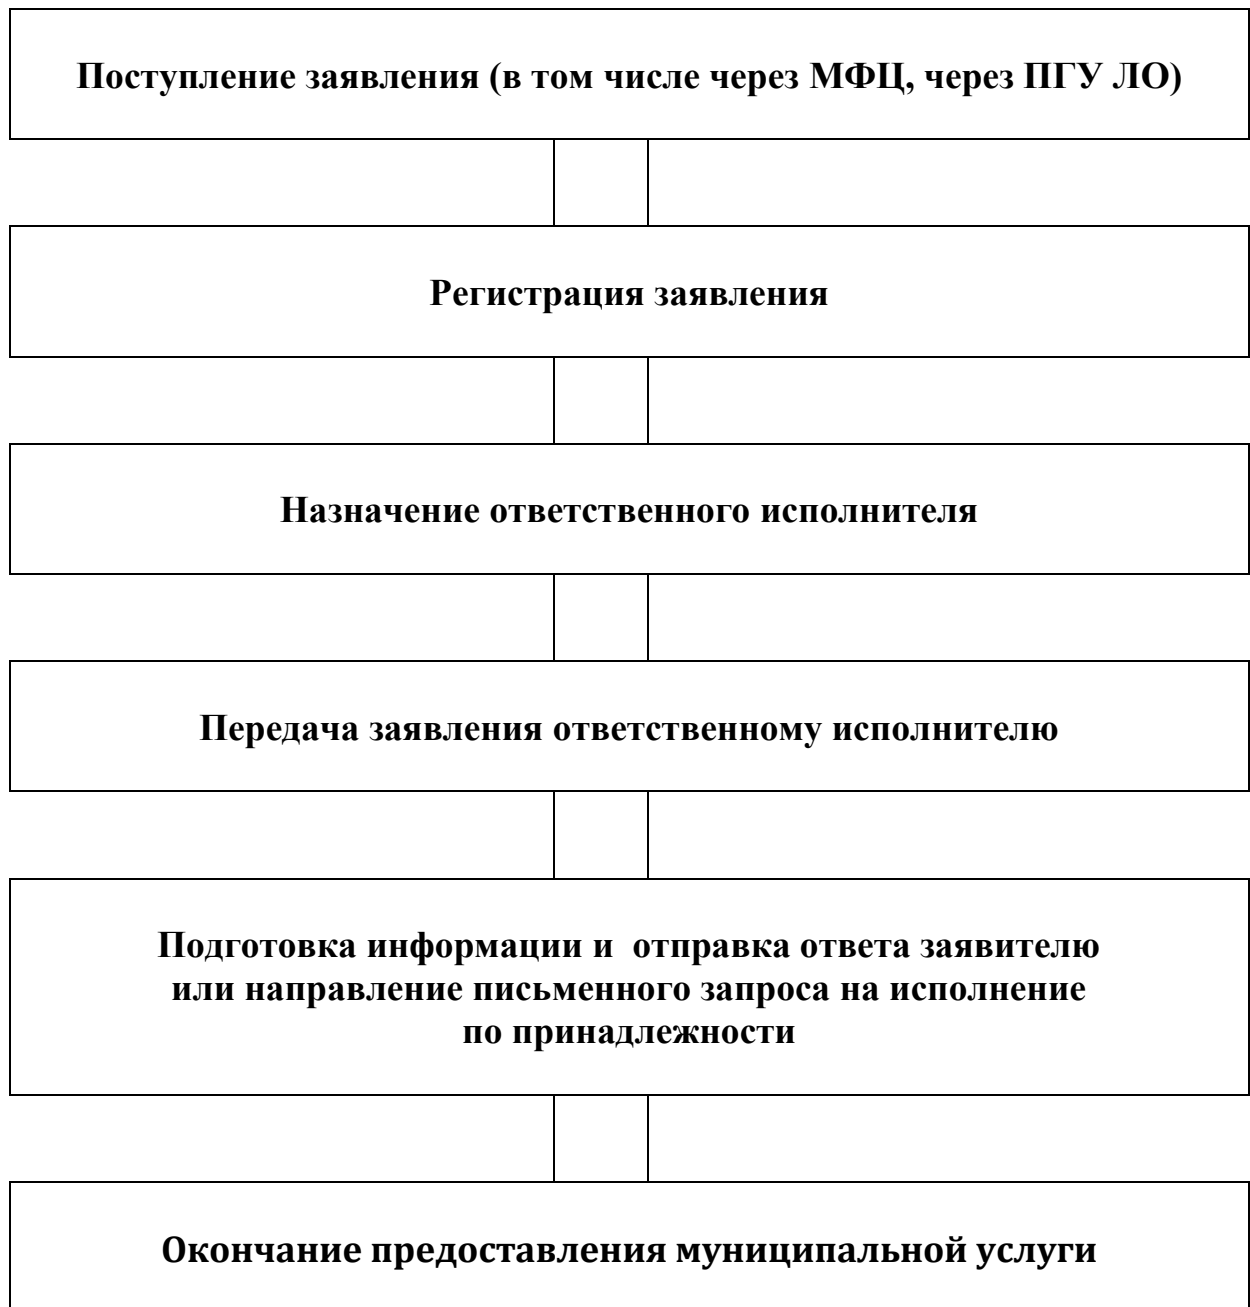 Поступление заявления (в том числе через МФЦ, через ПГУ ЛО)
Регистрация заявления
Назначение ответственного исполнителя
Передача заявления ответственному исполнителю
Подготовка информации и  отправка ответа заявителю
или направление письменного запроса на исполнение
по принадлежности
Окончание предоставления муниципальной услуги